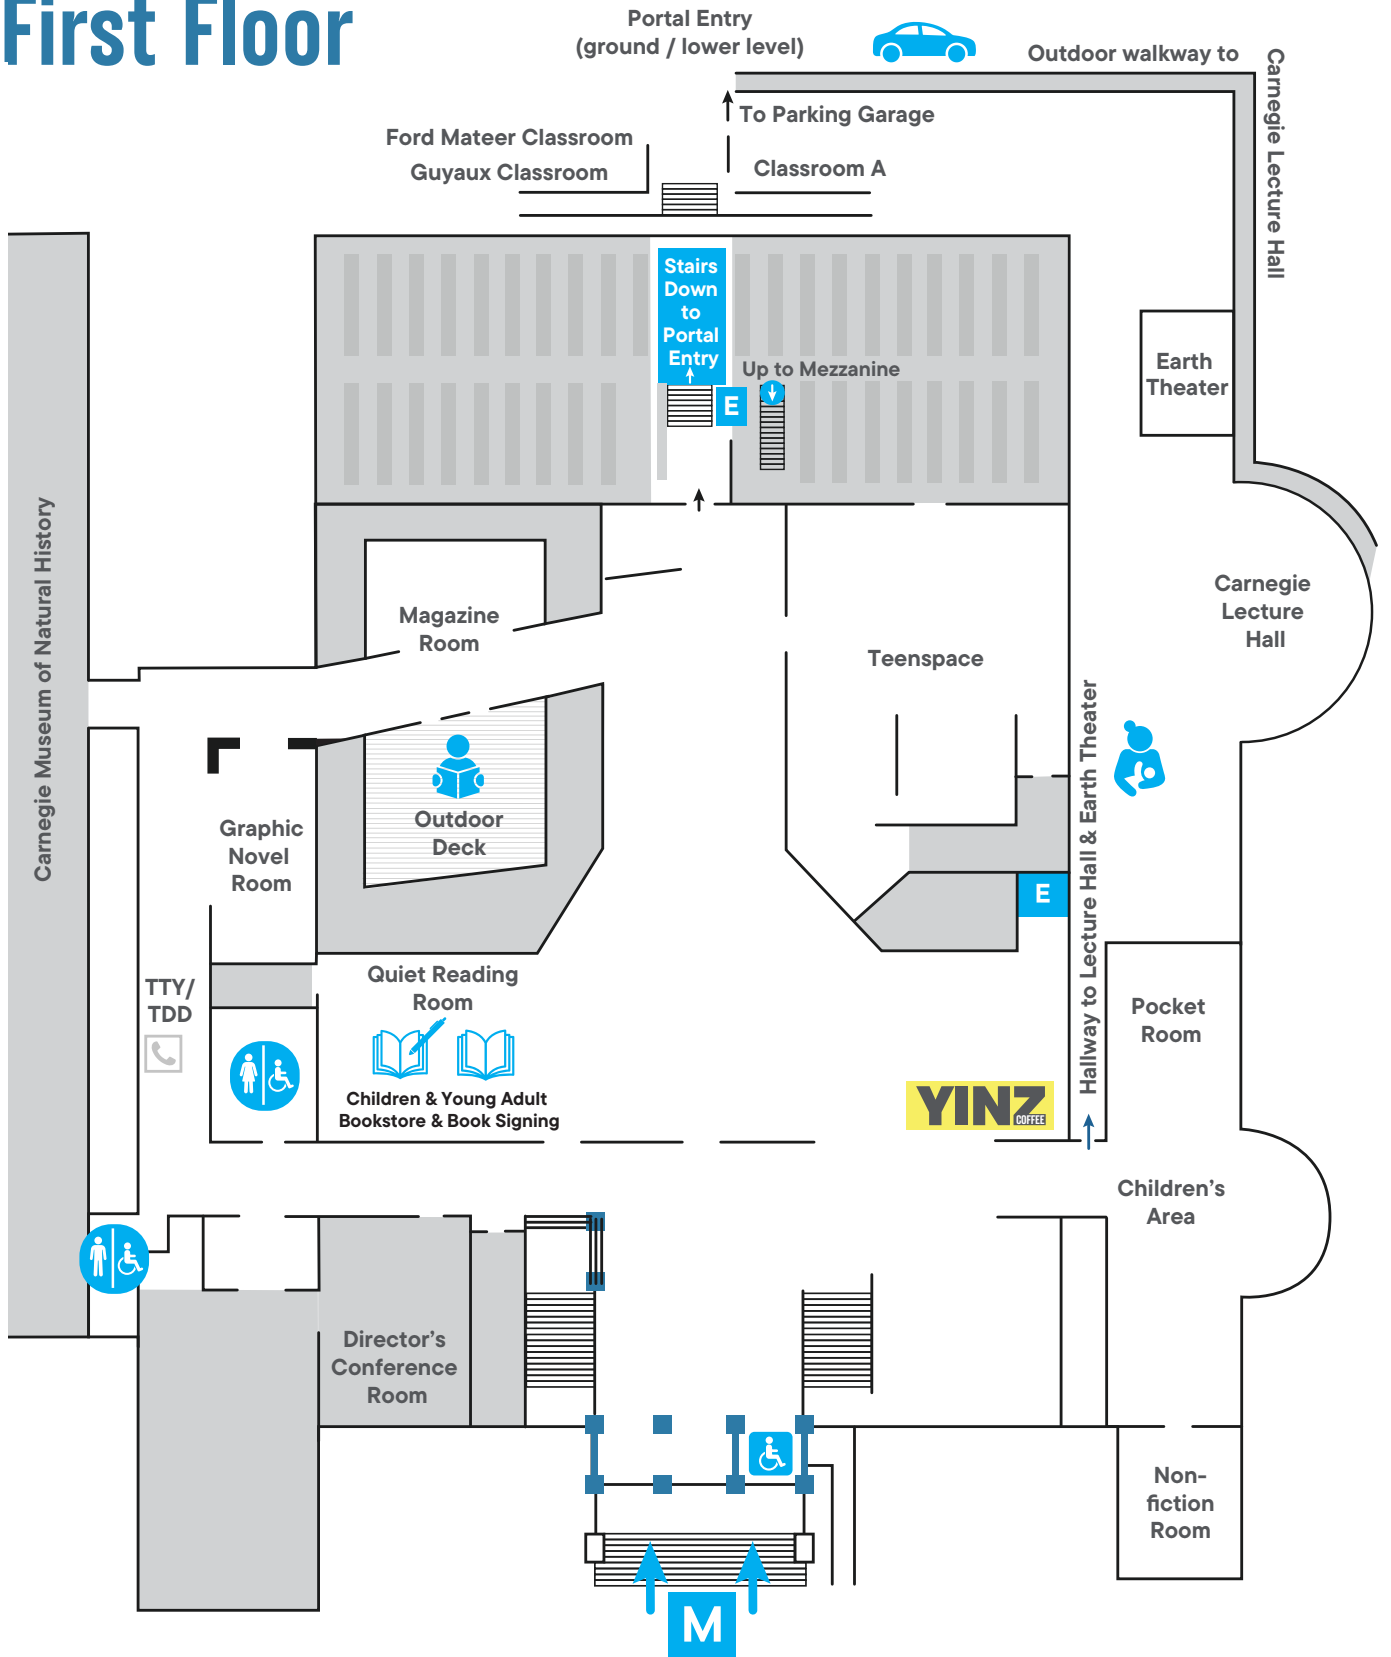 First Floor
Portal Entry
(ground / lower level)
Outdoor walkway to
Carnegie Lecture Hall
To Parking Garage
Ford Mateer Classroom
Guyaux Classroom
Classroom A
Stairs
Down
to
Portal
Entry
Up to Mezzanine
E
Earth
Theater
Carnegie Museum of Natural History
Magazine
Room
Carnegie
Lecture
Hall
Teenspace
Hallway to Lecture Hall & Earth Theater
Outdoor
Deck
Graphic
Novel
Room
E
Quiet Reading
Room
TTY/
TDD
Pocket
Room
Children & Young Adult
Bookstore & Book Signing
YINZ
COFFEE
Children's
Area
Director's
Conference
Room
Non-
fiction
Room
M